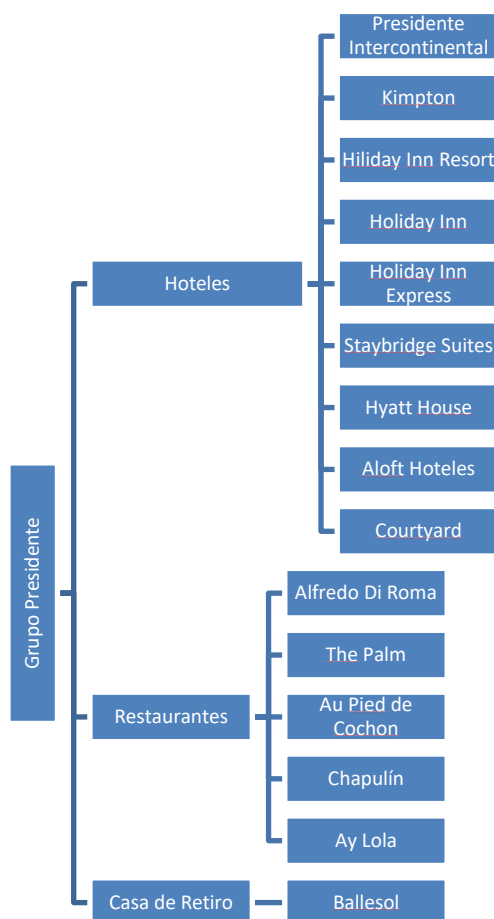 Grupo Presidente
Hoteles
Presidente
Intercontinental
Kimpton
Hiliday Inn Resort
Holiday Inn
Holiday Inn
Express
Staybridge Suites
Hyatt House
Aloft Hoteles
Courtyard
Restaurantes
Alfredo Di Roma
The Palm
Au Pied de
Cochon
Chapulín
Ay Lola
Casa de Retiro
Ballesol